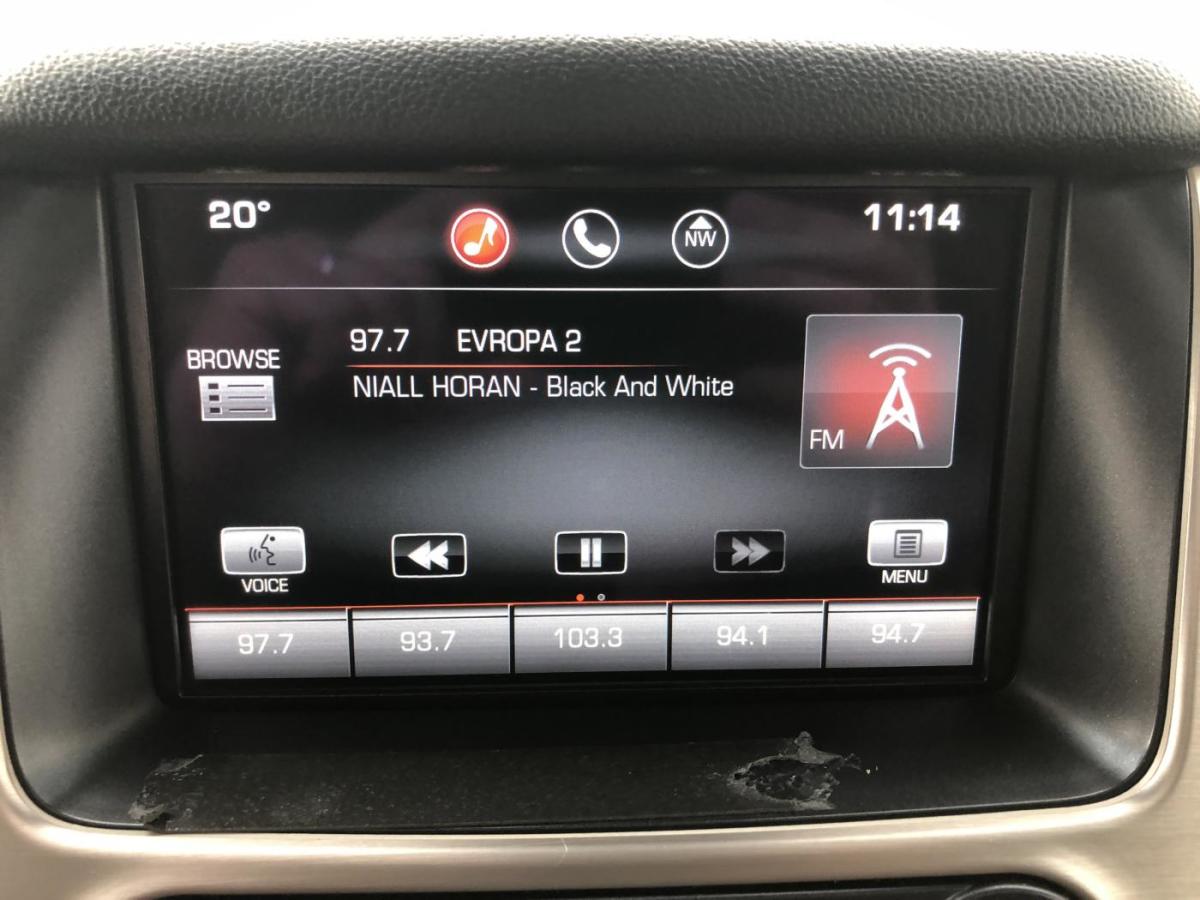 20°
NW
11:14
BROWSE
97.7 EVROPA 2
NIALL HORAN - Black And White
FM
VOICE
MENU
97.7 93.7 103.3 94.1 94.7